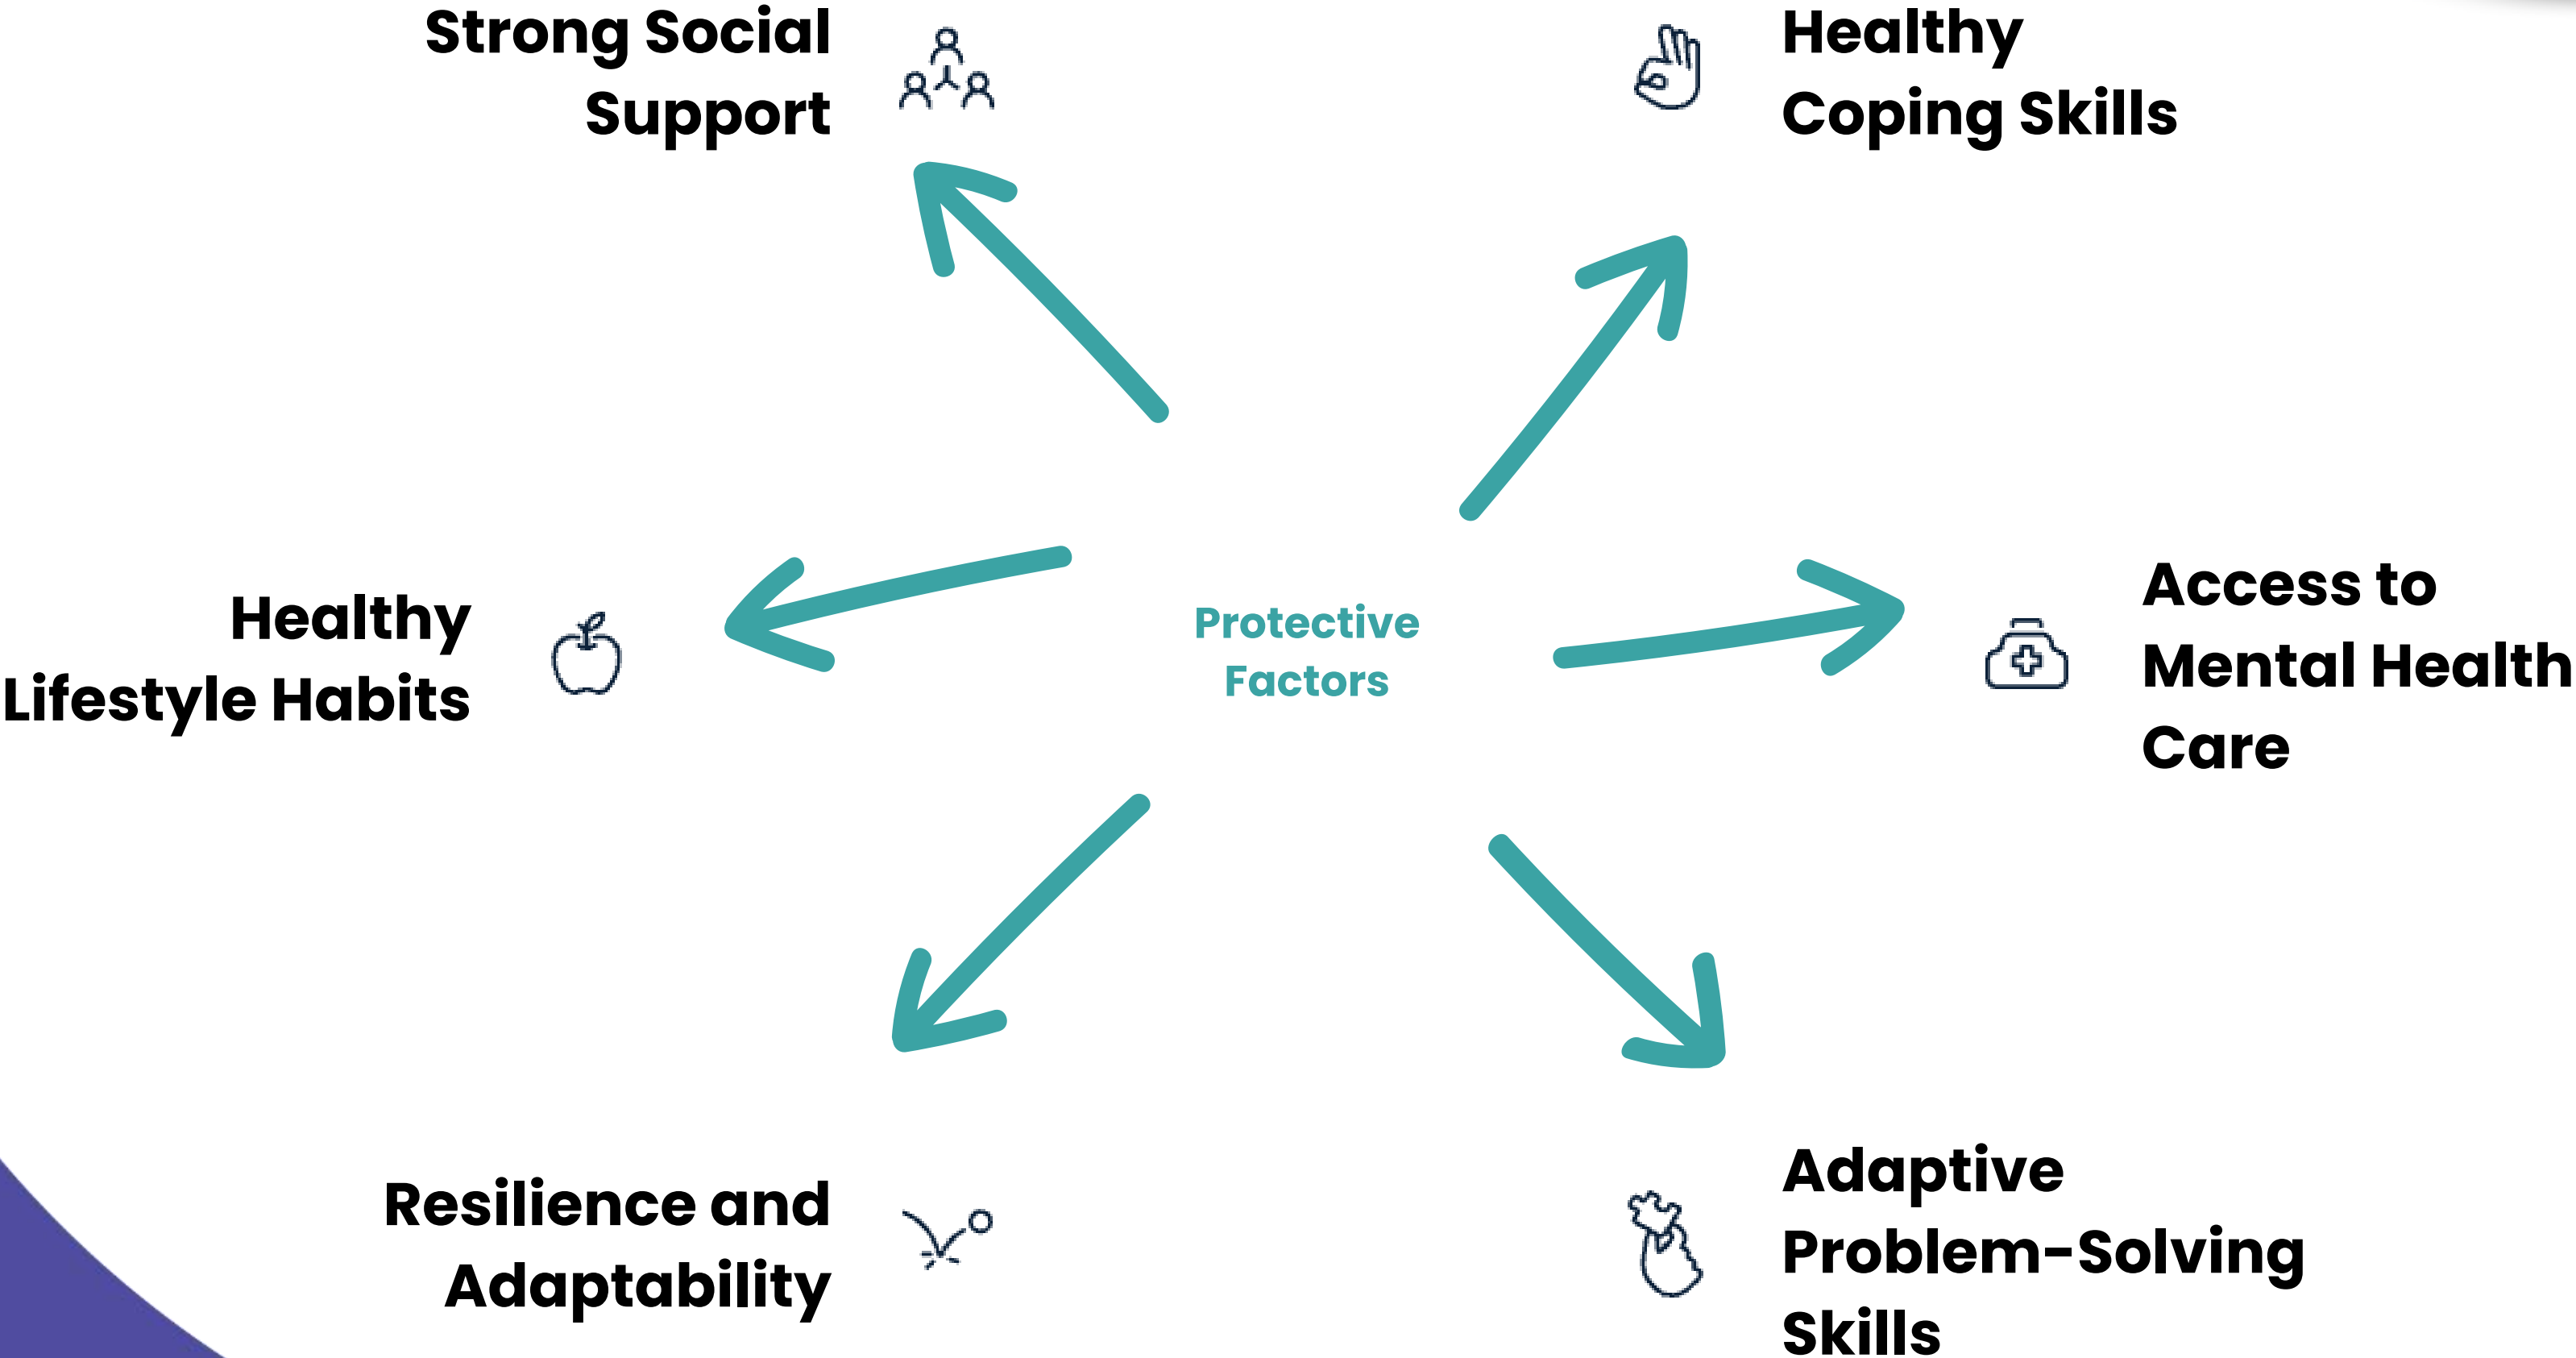 Strong Social
Support
Healthy
Coping Skills
Healthy
Lifestyle Habits
Protective
Factors
Access to
Mental Health
Care
Resilience and
Adaptability
Adaptive
Problem-Solving
Skills